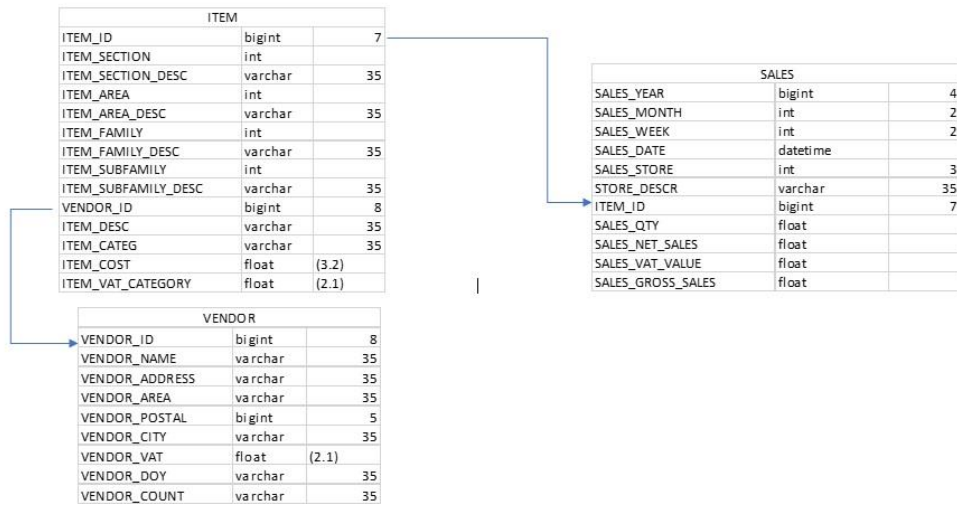 ITEM
ITEM_ID bigint 7
ITEM_SECTION int
ITEM_SECTION_DESC varchar 35
ITEM_AREA int
ITEM_AREA_DESC varchar 35
ITEM_FAMILY int
ITEM_FAMILY_DESC varchar 35
ITEM_SUBFAMILY int
ITEM_SUBFAMILY_DESC varchar 35
VENDOR_ID bigint 8
ITEM_DESC varchar 35
ITEM_CATEG varchar 35
ITEM_COST float (3.2)
ITEM_VAT_CATEGORY float (2.1)
SALES
SALES_YEAR bigint 4
SALES_MONTH int 2
SALES_WEEK int 2
SALES_DATE datetime
SALES_STORE int 3
STORE_DESCR varchar 35
ITEM_ID bigint 7
SALES_QTY float
SALES_NET_SALES float
SALES_VAT_VALUE float
SALES_GROSS_SALES float
VENDOR
VENDOR_ID bigint 8
VENDOR_NAME varchar 35
VENDOR_ADDRESS varchar 35
VENDOR_AREA varchar 35
VENDOR_POSTAL bigint 5
VENDOR_CITY varchar 35
VENDOR_VAT float (2.1)
VENDOR_DOY varchar 35
VENDOR_COUNT varchar 35